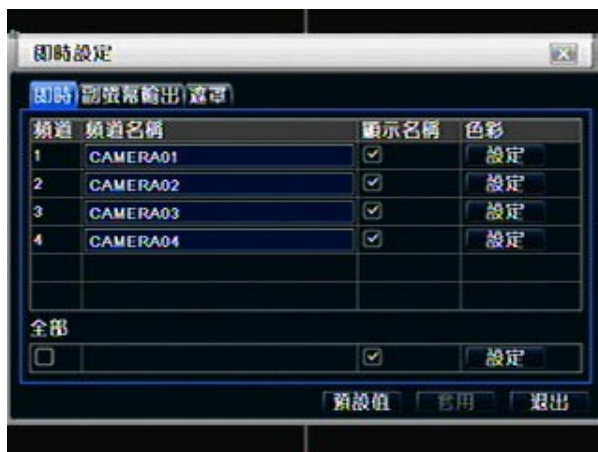 即時設定
即時 副螢幕輸出 遮罩
頻道 頻道名稱 顯示名稱 色彩
1 CAMERA01 設定
2 CAMERA02 設定
3 CAMERA03 設定
4 CAMERA04 設定
全部
設定
預設值 套用 退出